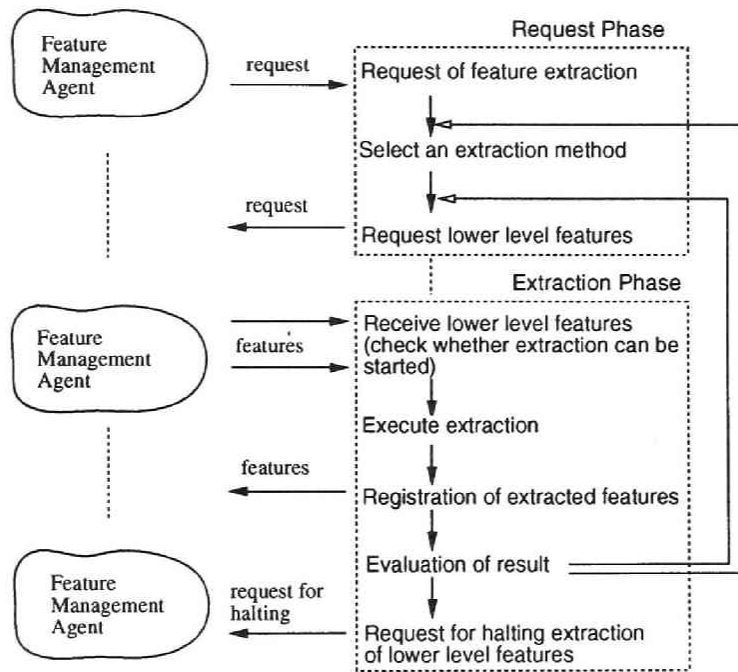 Request Phase
Feature
Management
Agent
request
Request of feature extraction
Select an extraction method
request
Request lower level features
Extraction Phase
Feature
Management
Agent
features
Receive lower level features
(check whether extraction can be
started)
Execute extraction
features
Registration of extracted features
Evaluation of result
Feature
Management
Agent
request for
halting
Request for halting extraction
of lower level features